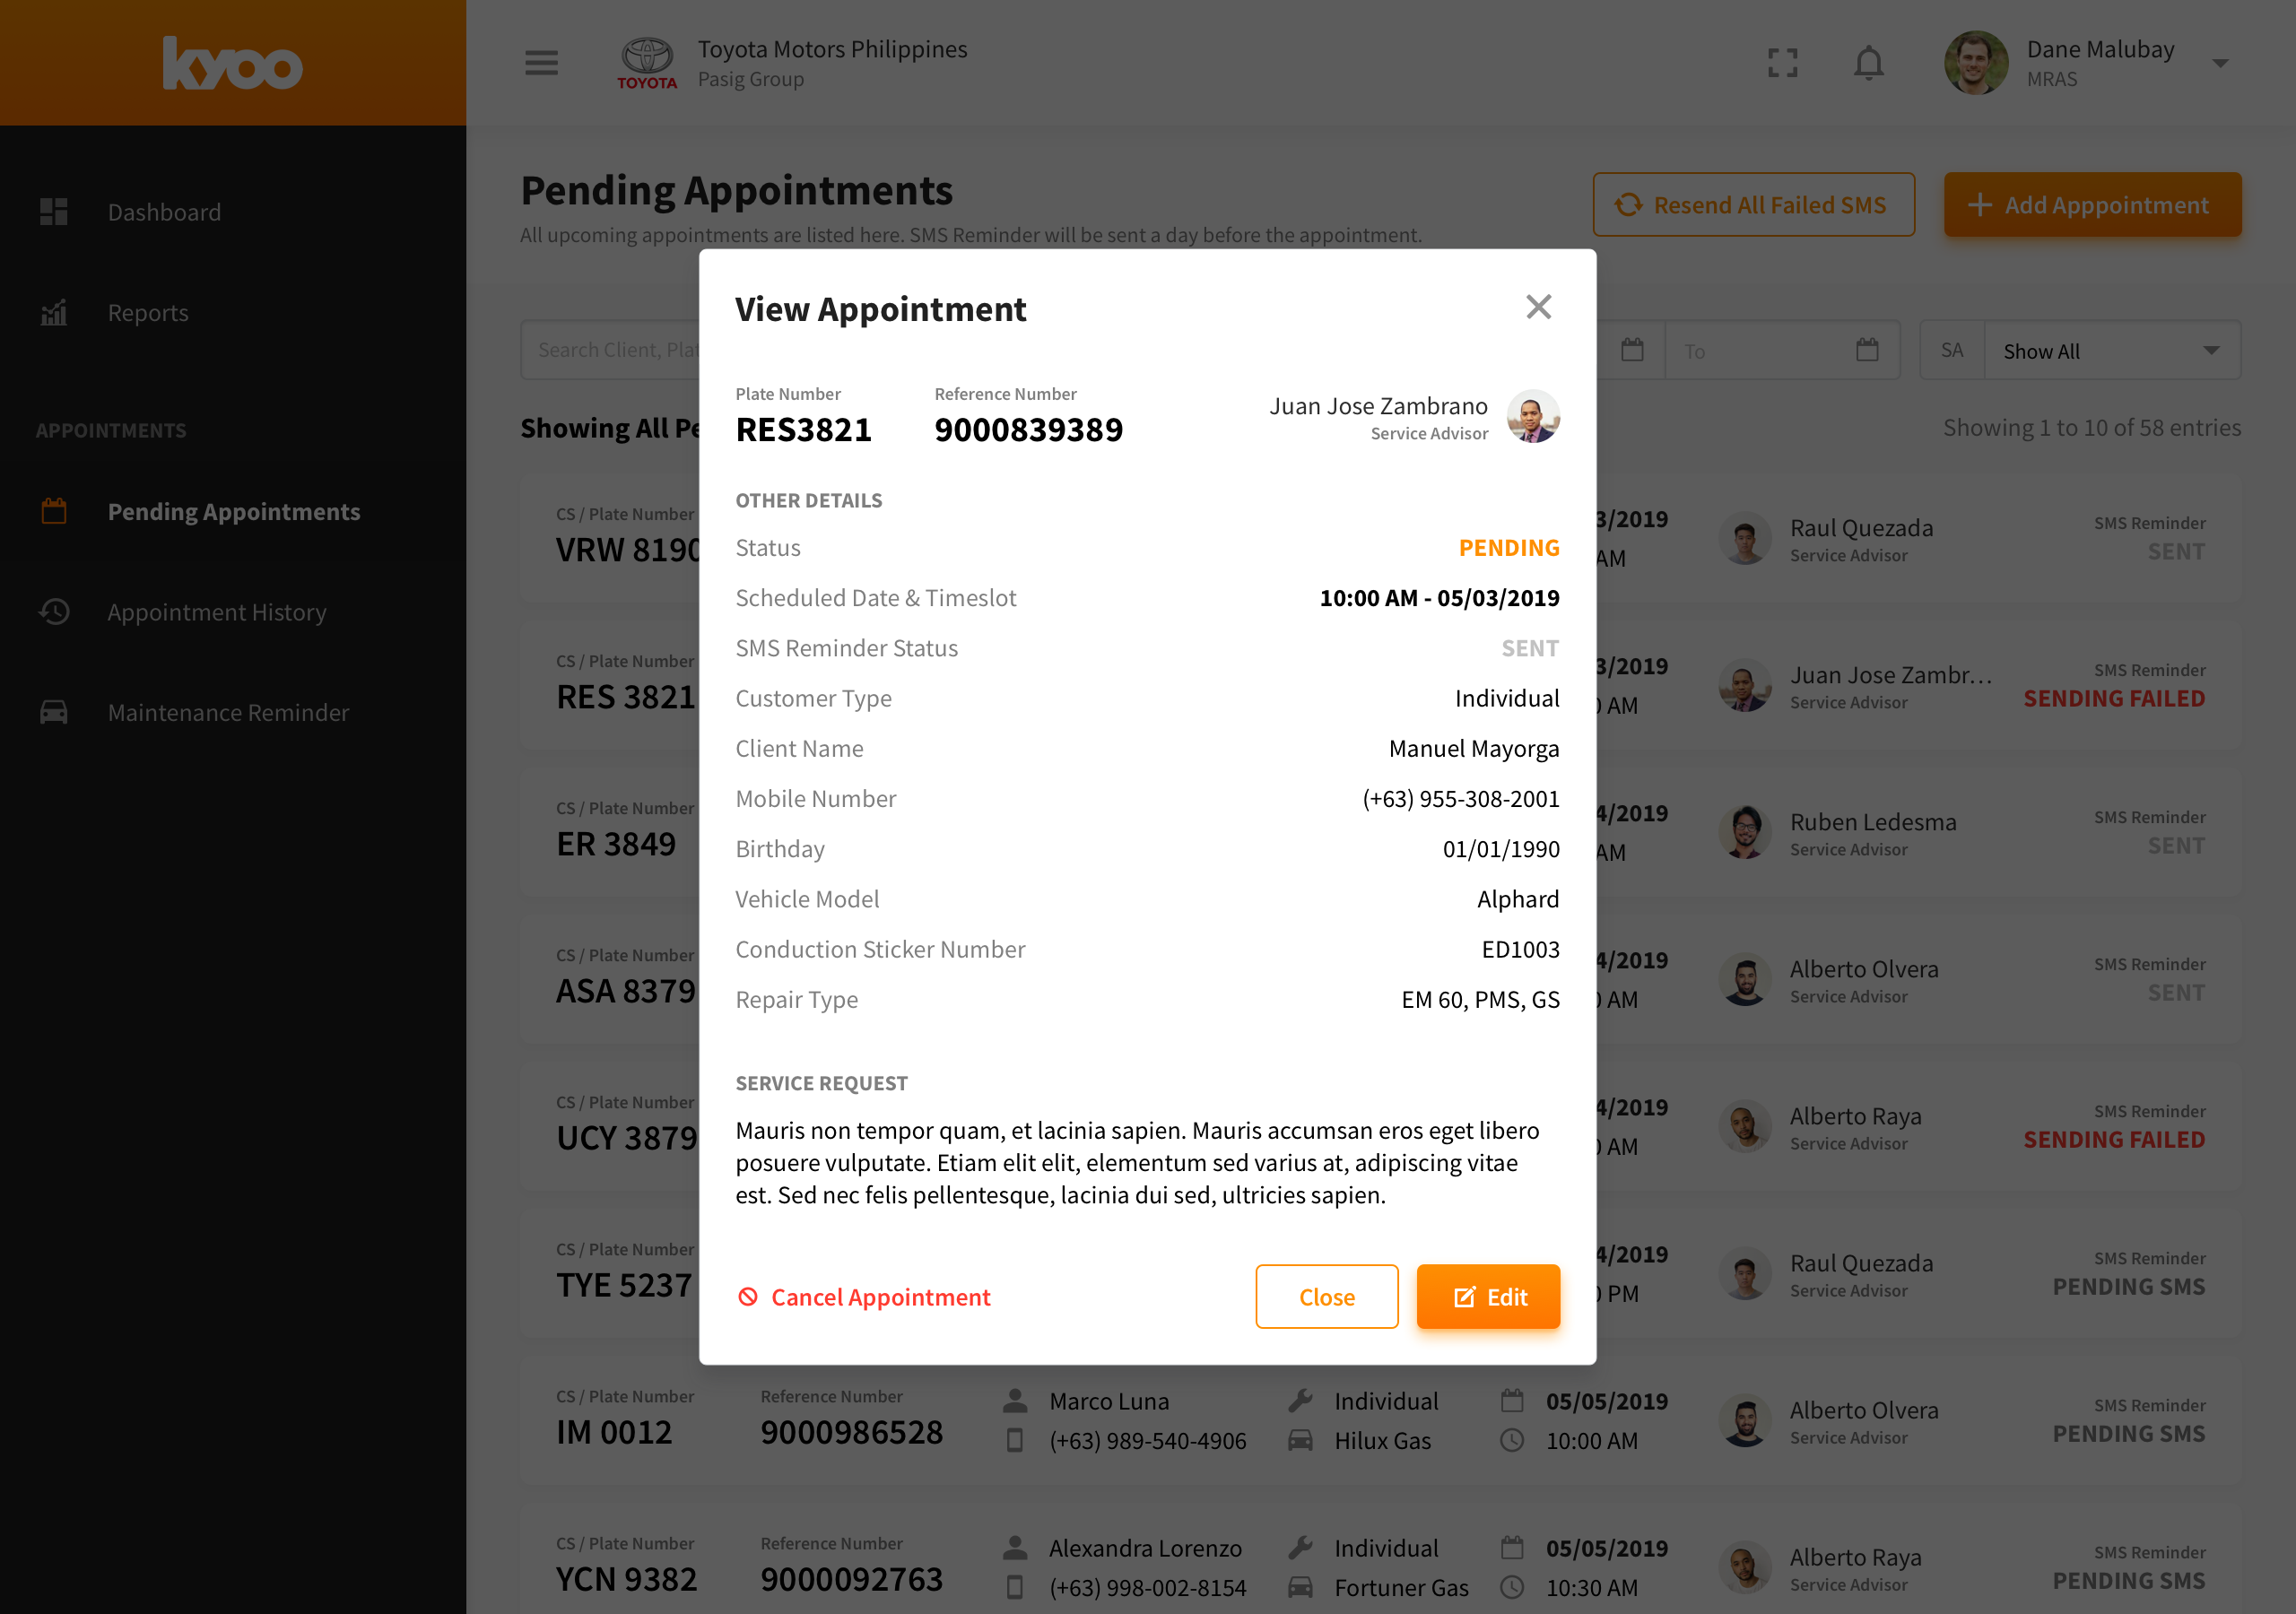 kyoo
TOYOTA
Toyota Motors Philippines
Pasig Group
Dane Malubay
MRAS
Dashboard
Reports
APPOINTMENTS
Pending Appointments
Appointment History
Maintenance Reminder
Pending Appointments
All upcoming appointments are listed here. SMS Reminder will be sent a day before the appointment.
Resend All Failed SMS
Add Apppointment
Search Client, Plat
To
SA
Show All
Showing All Pe
Showing 1 to 10 of 58 entries
View Appointment
Plate Number
RES3821
Reference Number
9000839389
Juan Jose Zambrano
Service Advisor
OTHER DETAILS
Status PENDING
Scheduled Date & Timeslot 10:00 AM - 05/03/2019
SMS Reminder Status SENT
Customer Type Individual
Client Name Manuel Mayorga
Mobile Number (+63) 955-308-2001
Birthday 01/01/1990
Vehicle Model Alphard
Conduction Sticker Number ED1003
Repair Type EM 60, PMS, GS
SERVICE REQUEST
Mauris non tempor quam, et lacinia sapien. Mauris accumsan eros eget libero
posuere vulputate. Etiam elit elit, elementum sed varius at, adipiscing vitae
est. Sed nec felis pellentesque, lacinia dui sed, ultricies sapien.
Cancel Appointment
Close
Edit
CS / Plate Number
VRW 8190
3/2019
AM
Raul Quezada
Service Advisor
SMS Reminder
SENT
CS / Plate Number
RES 3821
3/2019
0 AM
Juan Jose Zambr...
Service Advisor
SMS Reminder
SENDING FAILED
CS / Plate Number
ER 3849
4/2019
AM
Ruben Ledesma
Service Advisor
SMS Reminder
SENT
CS / Plate Number
ASA 8379
4/2019
0 AM
Alberto Olvera
Service Advisor
SMS Reminder
SENT
CS / Plate Number
UCY 3879
4/2019
0 AM
Alberto Raya
Service Advisor
SMS Reminder
SENDING FAILED
CS / Plate Number
TYE 5237
4/2019
0 PM
Raul Quezada
Service Advisor
SMS Reminder
PENDING SMS
CS / Plate Number
IM 0012
Reference Number
9000986528
Marco Luna
(+63) 989-540-4906
Individual
Hilux Gas
05/05/2019
10:00 AM
Alberto Olvera
Service Advisor
SMS Reminder
PENDING SMS
CS / Plate Number
YCN 9382
Reference Number
9000092763
Alexandra Lorenzo
(+63) 998-002-8154
Individual
Fortuner Gas
05/05/2019
10:30 AM
Alberto Raya
Service Advisor
SMS Reminder
PENDING SMS